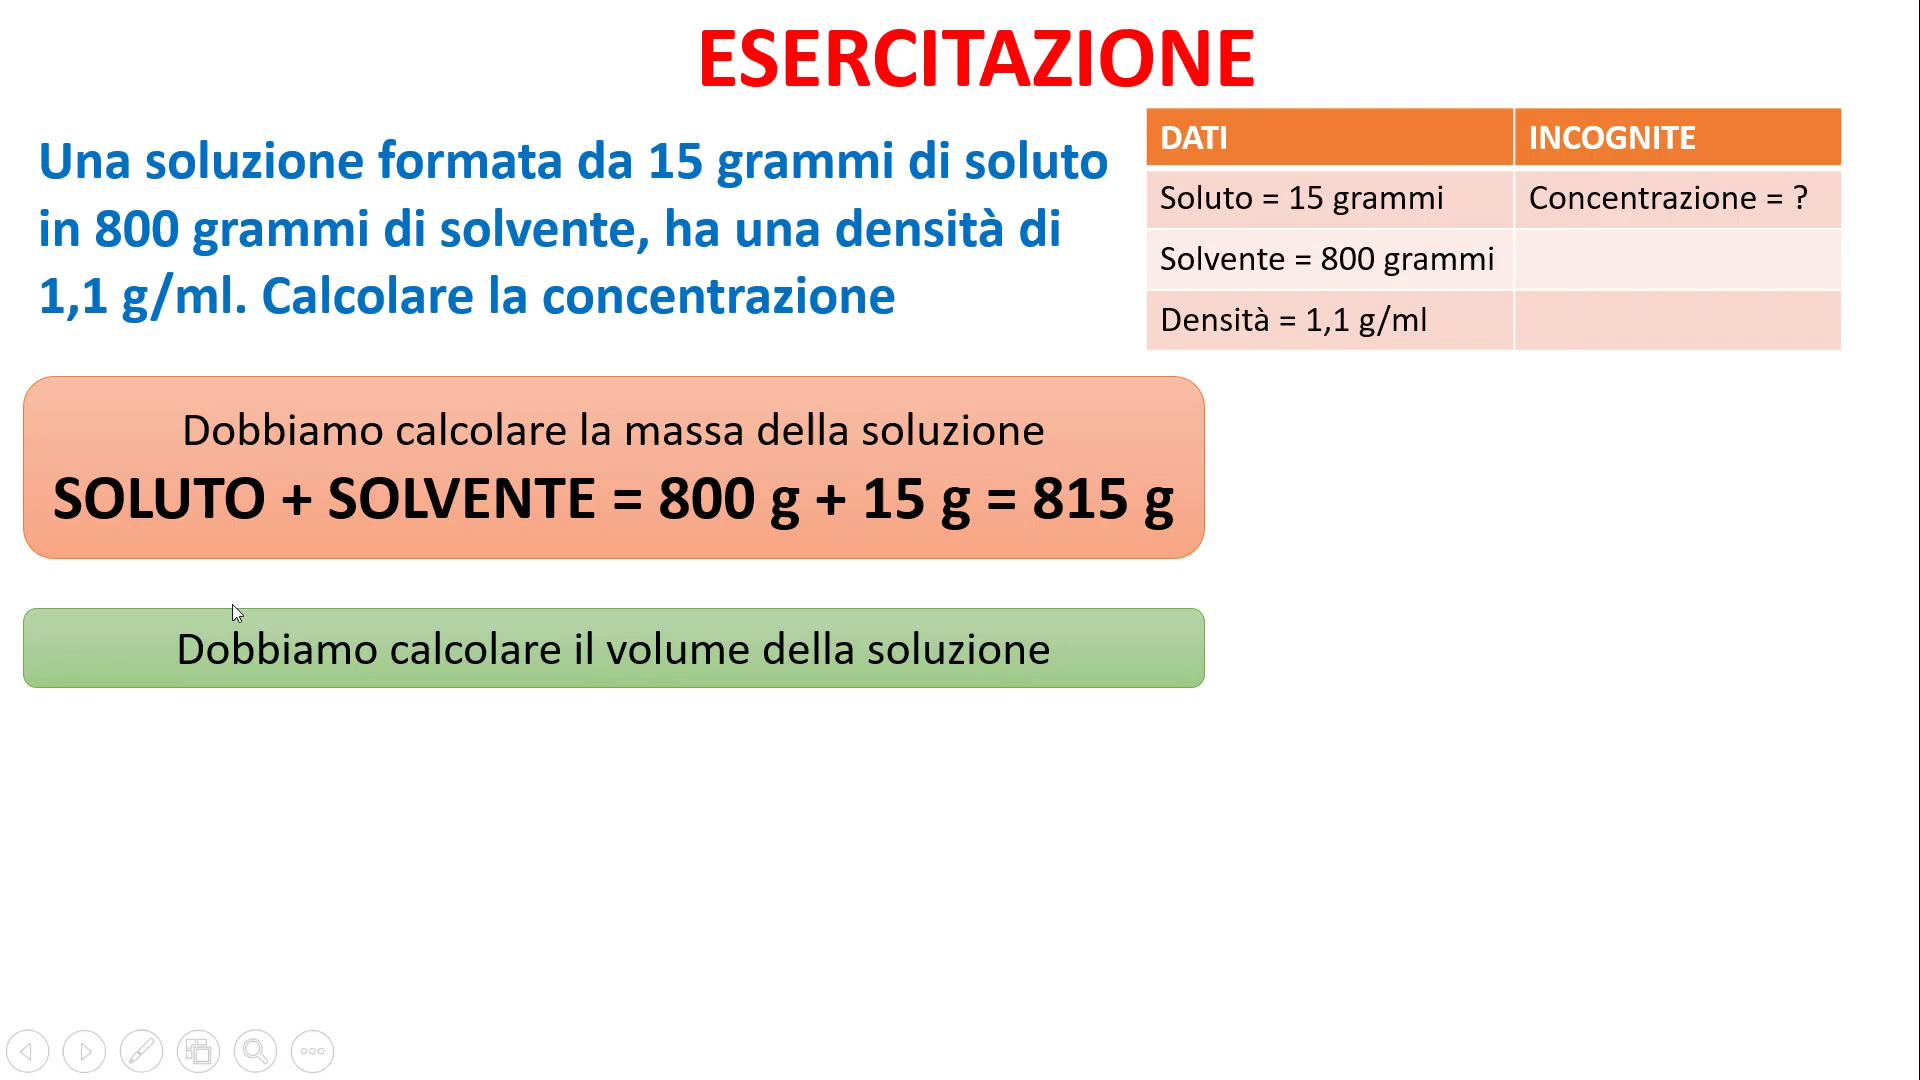 ESERCITAZIONE
Una soluzione formata da 15 grammi di soluto
in 800 grammi di solvente, ha una densità di
1,1 g/ml. Calcolare la concentrazione
DATI INCOGNITE
Soluto = 15 grammi Concentrazione = ?
Solvente = 800 grammi
Densità = 1,1 g/ml
Dobbiamo calcolare la massa della soluzione
SOLUTO + SOLVENTE = 800 g + 15 g = 815 g
Dobbiamo calcolare il volume della soluzione